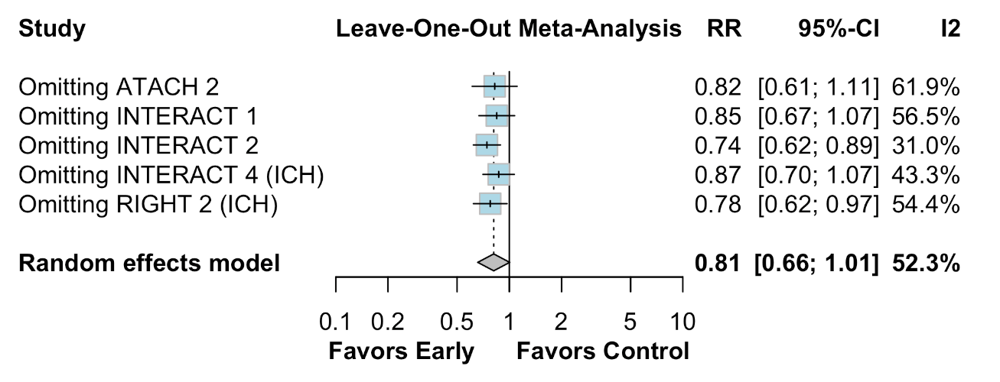 Study Leave-One-Out Meta-Analysis RR 95%-CI I2
Omitting ATACH 2 0.82 [0.61; 1.11] 61.9%
Omitting INTERACT 1 0.85 [0.67; 1.07] 56.5%
Omitting INTERACT 2 0.74 [0.62; 0.89] 31.0%
Omitting INTERACT 4 (ICH) 0.87 [0.70; 1.07] 43.3%
Omitting RIGHT 2 (ICH) 0.78 [0.62; 0.97] 54.4%
Random effects model 0.81 [0.66; 1.01] 52.3%
0.1 0.2 0.5 1 2 5 10
Favors Early Favors Control